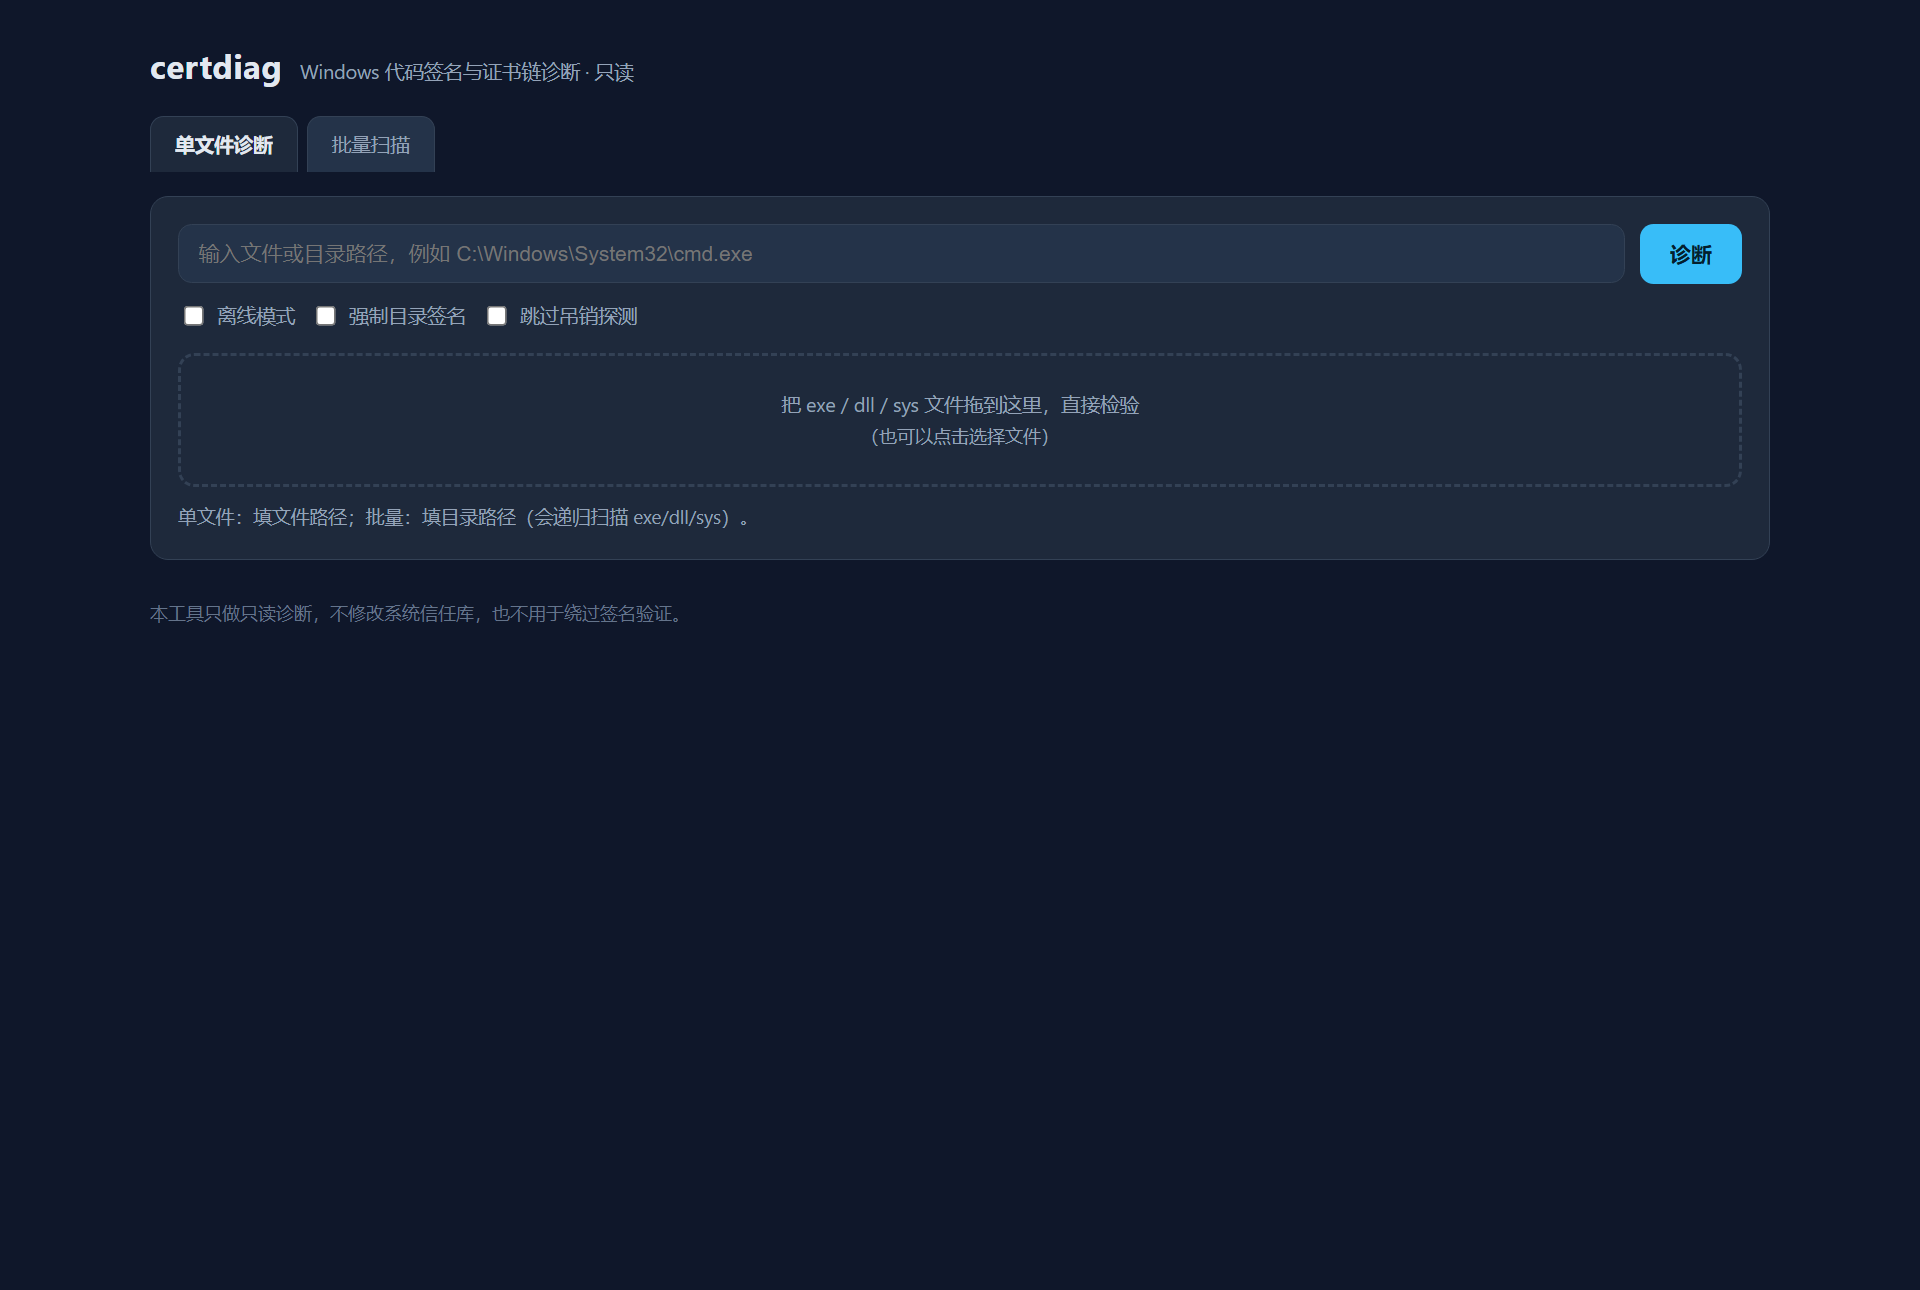 certdiag Windows 代码签名与证书链诊断 · 只读
单文件诊断 批量扫描
输入文件或目录路径，例如 C:\Windows\System32\cmd.exe 诊断
离线模式 强制目录签名 跳过吊销探测
把 exe / dll / sys 文件拖到这里，直接检验
（也可以点击选择文件）
单文件：填文件路径；批量：填目录路径（会递归扫描 exe/dll/sys）。
本工具只做只读诊断，不修改系统信任库，也不用于绕过签名验证。